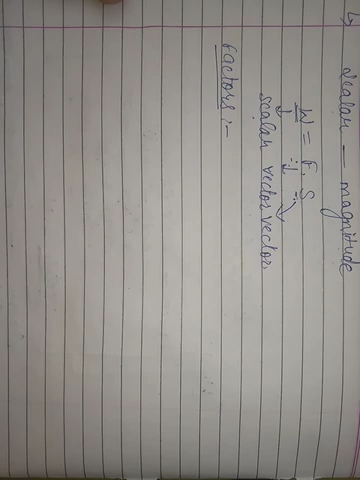 ↳ Scalar – magnitude
W = F. S
↓ ↓ ↘
scalar vector vector
Factors :-